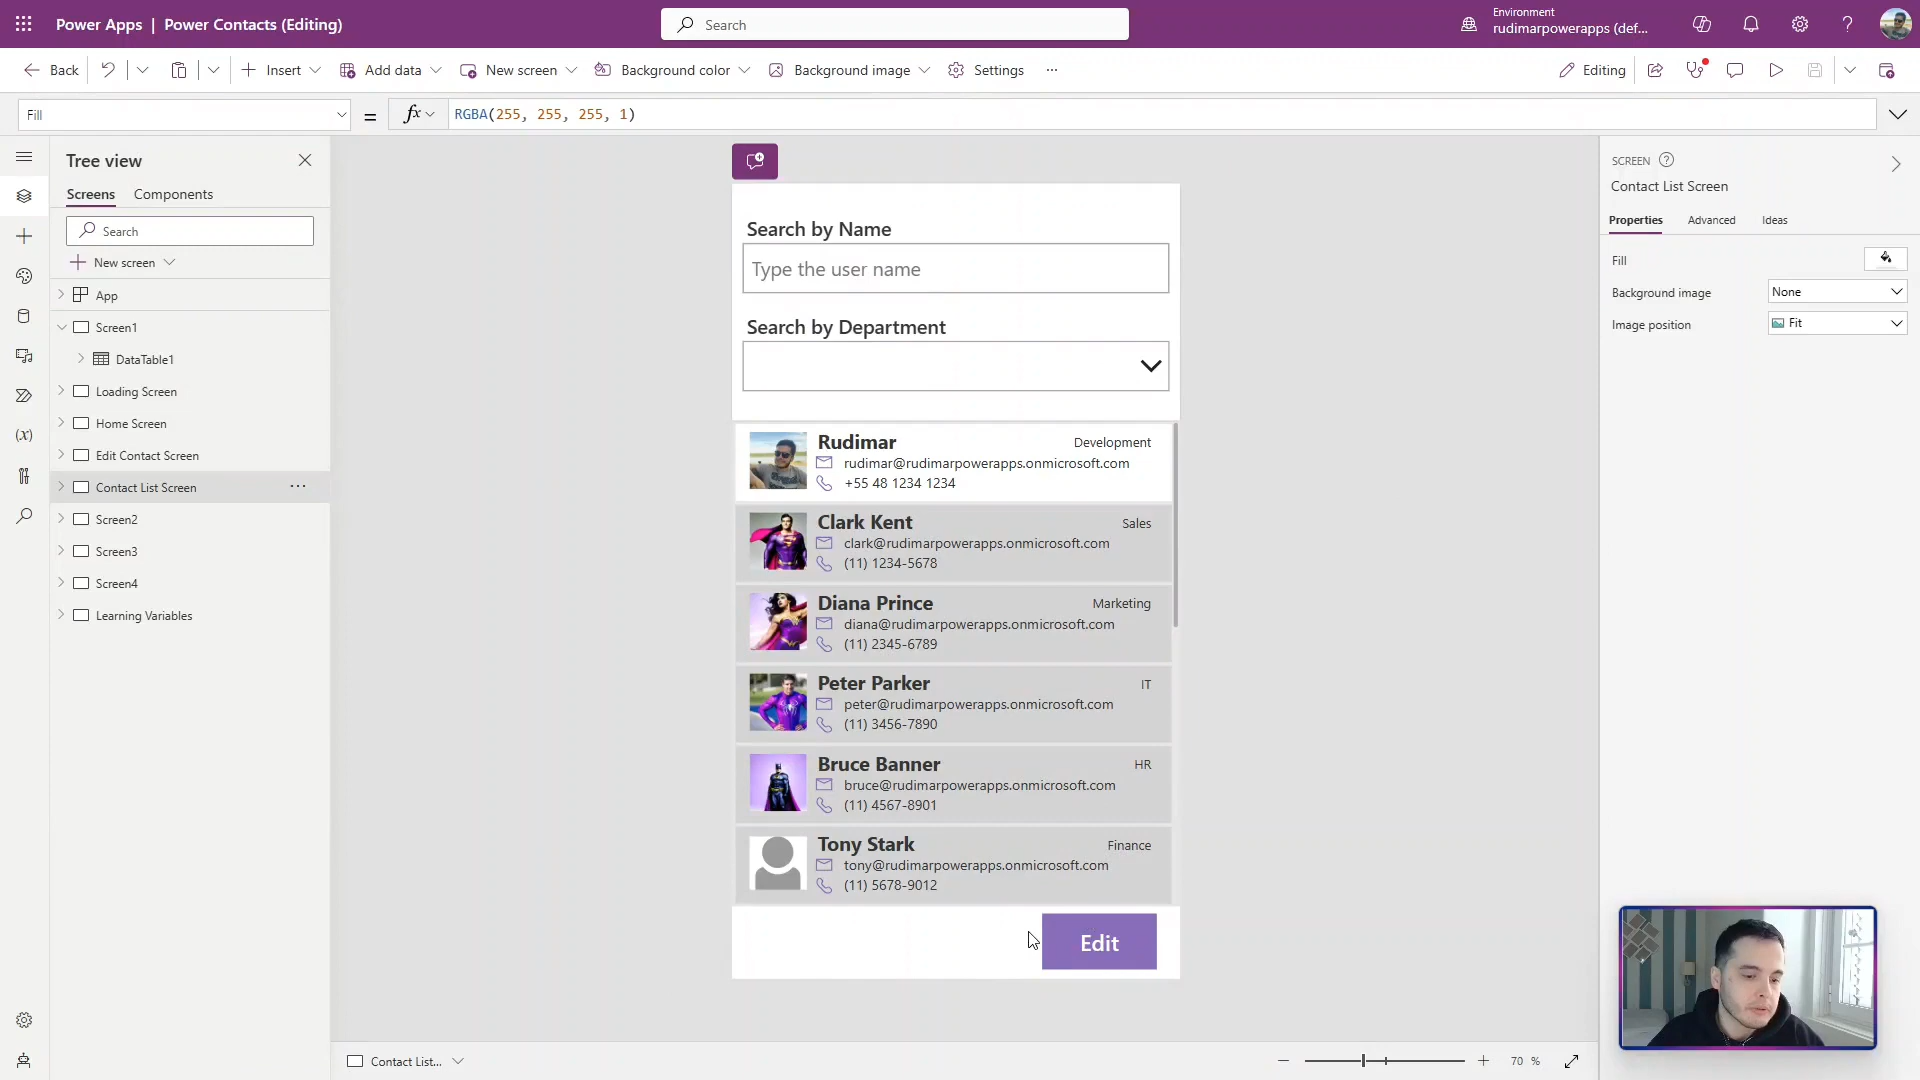 Power Apps | Power Contacts (Editing)
Search
Environment
rudimarpowerapps (def...
Back
Insert
Add data
New screen
Background color
Background image
Settings
...
Editing
Fill
=
fx
RGBA(255, 255, 255, 1)
Tree view
Screens
Components
Search
New screen
App
Screen1
DataTable1
Loading Screen
Home Screen
Edit Contact Screen
Contact List Screen
...
Screen2
Screen3
Screen4
Learning Variables
(x)
Search by Name
Type the user name
Search by Department
Rudimar
Development
rudimar@rudimarpowerapps.onmicrosoft.com
+55 48 1234 1234
Clark Kent
Sales
clark@rudimarpowerapps.onmicrosoft.com
(11) 1234-5678
Diana Prince
Marketing
diana@rudimarpowerapps.onmicrosoft.com
(11) 2345-6789
Peter Parker
IT
peter@rudimarpowerapps.onmicrosoft.com
(11) 3456-7890
Bruce Banner
HR
bruce@rudimarpowerapps.onmicrosoft.com
(11) 4567-8901
Tony Stark
Finance
tony@rudimarpowerapps.onmicrosoft.com
(11) 5678-9012
Edit
SCREEN
Contact List Screen
Properties
Advanced
Ideas
Fill
Background image
None
Image position
Fit
Contact List...
70 %